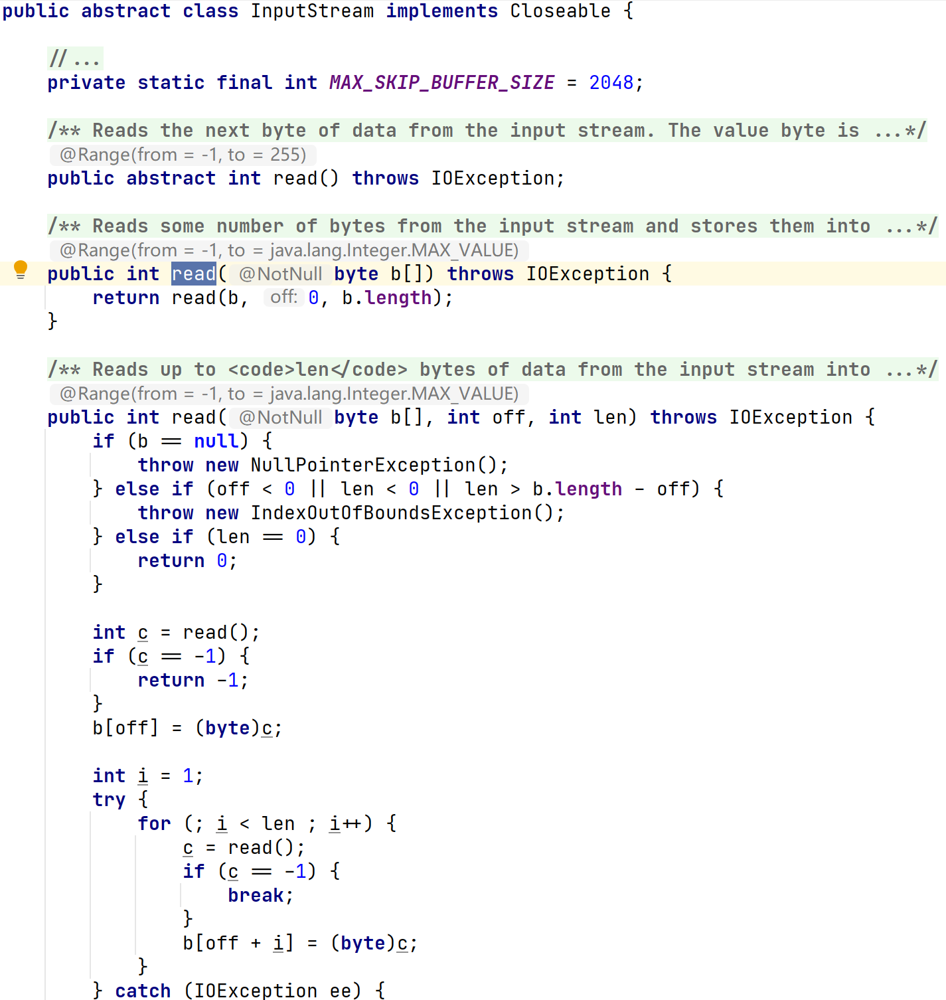 public abstract class InputStream implements Closeable {
//...
private static final int MAX_SKIP_BUFFER_SIZE = 2048;
/** Reads the next byte of data from the input stream. The value byte is ...*/
@Range(from = -1, to = 255)
public abstract int read() throws IOException;
/** Reads some number of bytes from the input stream and stores them into ...*/
@Range(from = -1, to = java.lang.Integer.MAX_VALUE)
public int read( @NotNull byte b[]) throws IOException {
return read(b, off: 0, b.length);
}
/** Reads up to <code>len</code> bytes of data from the input stream into ...*/
@Range(from = -1, to = java.lang.Integer.MAX_VALUE)
public int read( @NotNull byte b[], int off, int len) throws IOException {
if (b == null) {
throw new NullPointerException();
} else if (off < 0 || len < 0 || len > b.length - off) {
throw new IndexOutOfBoundsException();
} else if (len == 0) {
return 0;
}
int c = read();
if (c == -1) {
return -1;
}
b[off] = (byte)c;
int i = 1;
try {
for (; i < len ; i++) {
c = read();
if (c == -1) {
break;
}
b[off + i] = (byte)c;
}
} catch (IOException ee) {